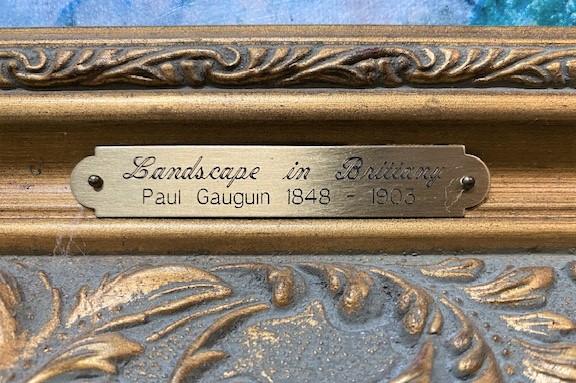 Landscape in Brittany
Paul Gauguin 1848 - 1903